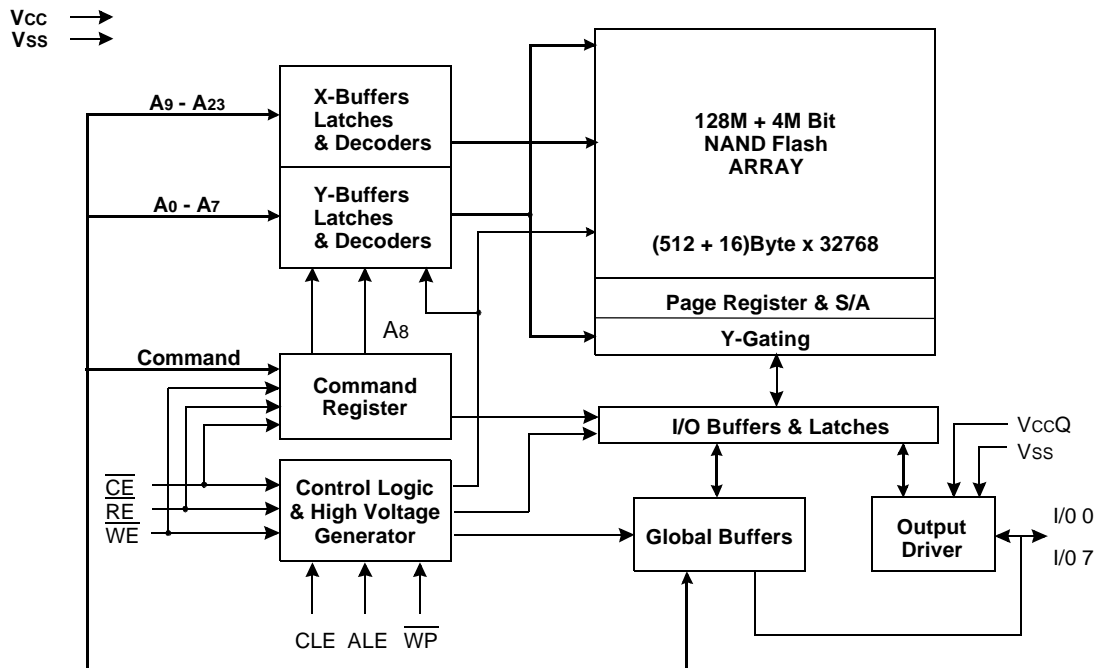 VCC
VSS
A9 - A23
X-Buffers
Latches
& Decoders
A0 - A7
Y-Buffers
Latches
& Decoders
128M + 4M Bit
NAND Flash
ARRAY
(512 + 16)Byte x 32768
Page Register & S/A
Y-Gating
A8
Command
Command
Register
I/O Buffers & Latches
VCCQ
VSS
CE
RE
WE
Control Logic
& High Voltage
Generator
Global Buffers
Output
Driver
I/0 0
I/0 7
CLE
ALE
WP